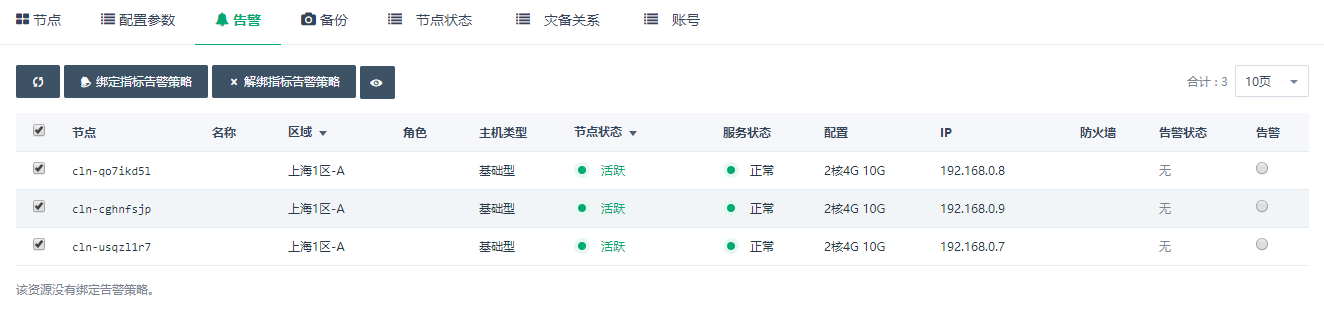 节点 配置参数 告警 备份 节点状态 灾备关系 账号
绑定指标告警策略 × 解绑指标告警策略 合计 : 3 10页
节点 名称 区域 角色 主机类型 节点状态 服务状态 配置 IP 防火墙 告警状态 告警
cln-qo7ikd5l 上海1区-A 基础型 活跃 正常 2核4G 10G 192.168.0.8 无
cln-cghnfsjp 上海1区-A 基础型 活跃 正常 2核4G 10G 192.168.0.9 无
cln-usqzl1r7 上海1区-A 基础型 活跃 正常 2核4G 10G 192.168.0.7 无
该资源没有绑定告警策略。